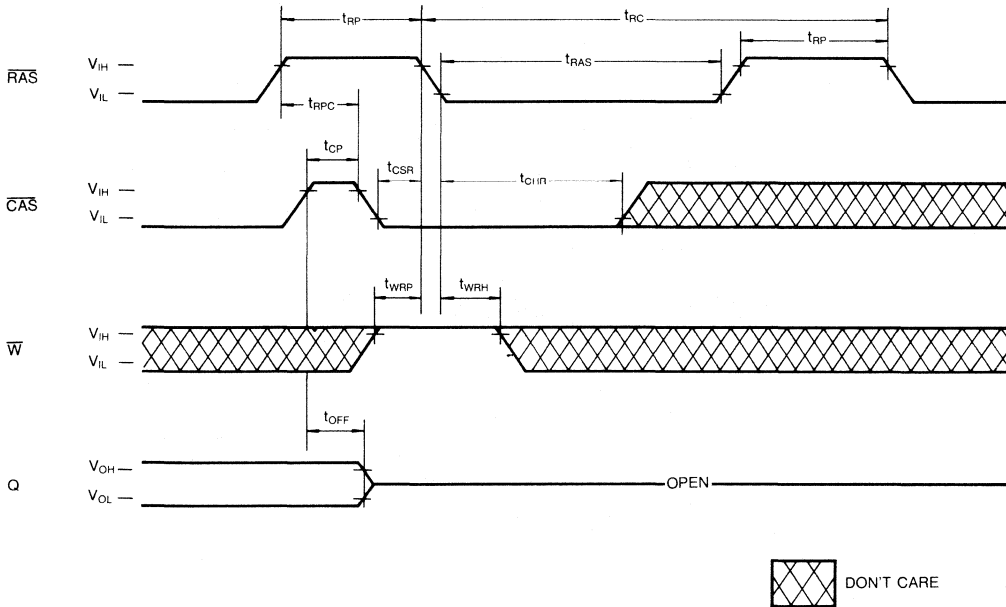 tRP
tRC
tRP
RAS
VIH
VIL
tRAS
tRPC
tCP
tCSR
tCHR
CAS
VIH
VIL
tWRP
tWRH
W
VIH
VIL
tOFF
Q
VOH
VOL
OPEN
DON'T CARE